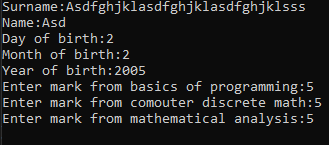 Surname:Asdfghjklasdfghjklasdfghjklsss
Name:Asd
Day of birth:2
Month of birth:2
Year of birth:2005
Enter mark from basics of programming:5
Enter mark from comouter discrete math:5
Enter mark from mathematical analysis:5